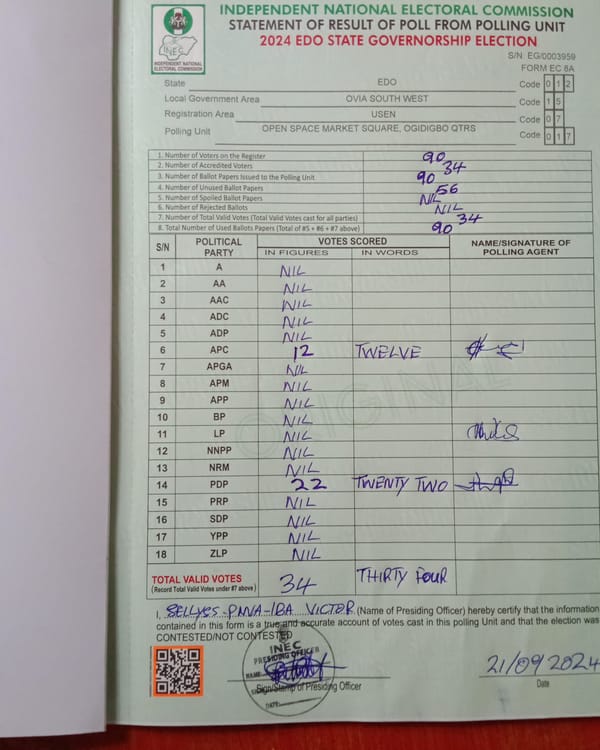 INDEPENDENT NATIONAL ELECTORAL COMMISSION
STATEMENT OF RESULT OF POLL FROM POLLING UNIT
2024 EDO STATE GOVERNORSHIP ELECTION
INEC
INDEPENDENT NATIONAL
ELECTORAL COMMISSION
S/N EG/0003959
FORM EC 8A
State EDO Code 0 1 2
Local Government Area OVIA SOUTH WEST Code 1 5
Registration Area USEN Code 0 7
Polling Unit OPEN SPACE MARKET SQUARE, OGIDIGBO QTRS Code 0 1 7
1. Number of Voters on the Register 90
2. Number of Accredited Voters 34
3. Number of Ballot Papers Issued to the Polling Unit 90
4. Number of Unused Ballot Papers 56
5. Number of Spoiled Ballot Papers NIL
6. Number of Rejected Ballots NIL
7. Number of Total Valid Votes (Total Valid Votes cast for all parties) 34
8. Total Number of Used Ballots Papers (Total of #5 + #6 + #7 above) 90
S/N POLITICAL PARTY VOTES SCORED NAME/SIGNATURE OF POLLING AGENT
IN FIGURES IN WORDS
1 A NIL
2 AA NIL
3 AAC NIL
4 ADC NIL
5 ADP NIL
6 APC 12 TWELVE
7 APGA NIL
8 APM NIL
9 APP NIL
10 BP NIL
11 LP NIL
12 NNPP NIL
13 NRM NIL
14 PDP 22 TWENTY TWO
15 PRP NIL
16 SDP NIL
17 YPP NIL
18 ZLP NIL
ORIGINAL
TOTAL VALID VOTES 34 THIRTY FOUR
(Record Total Valid Votes under #7 above)
I, VICTOR (Name of Presiding Officer) hereby certify that the information
contained in this form is a true and accurate account of votes cast in this polling Unit and that the election was
CONTESTED/NOT CONTESTED
INEC
PRESIDING OFFICER
NAME
DATE
Sign/Stamp of Presiding Officer
21/09/2024
Date